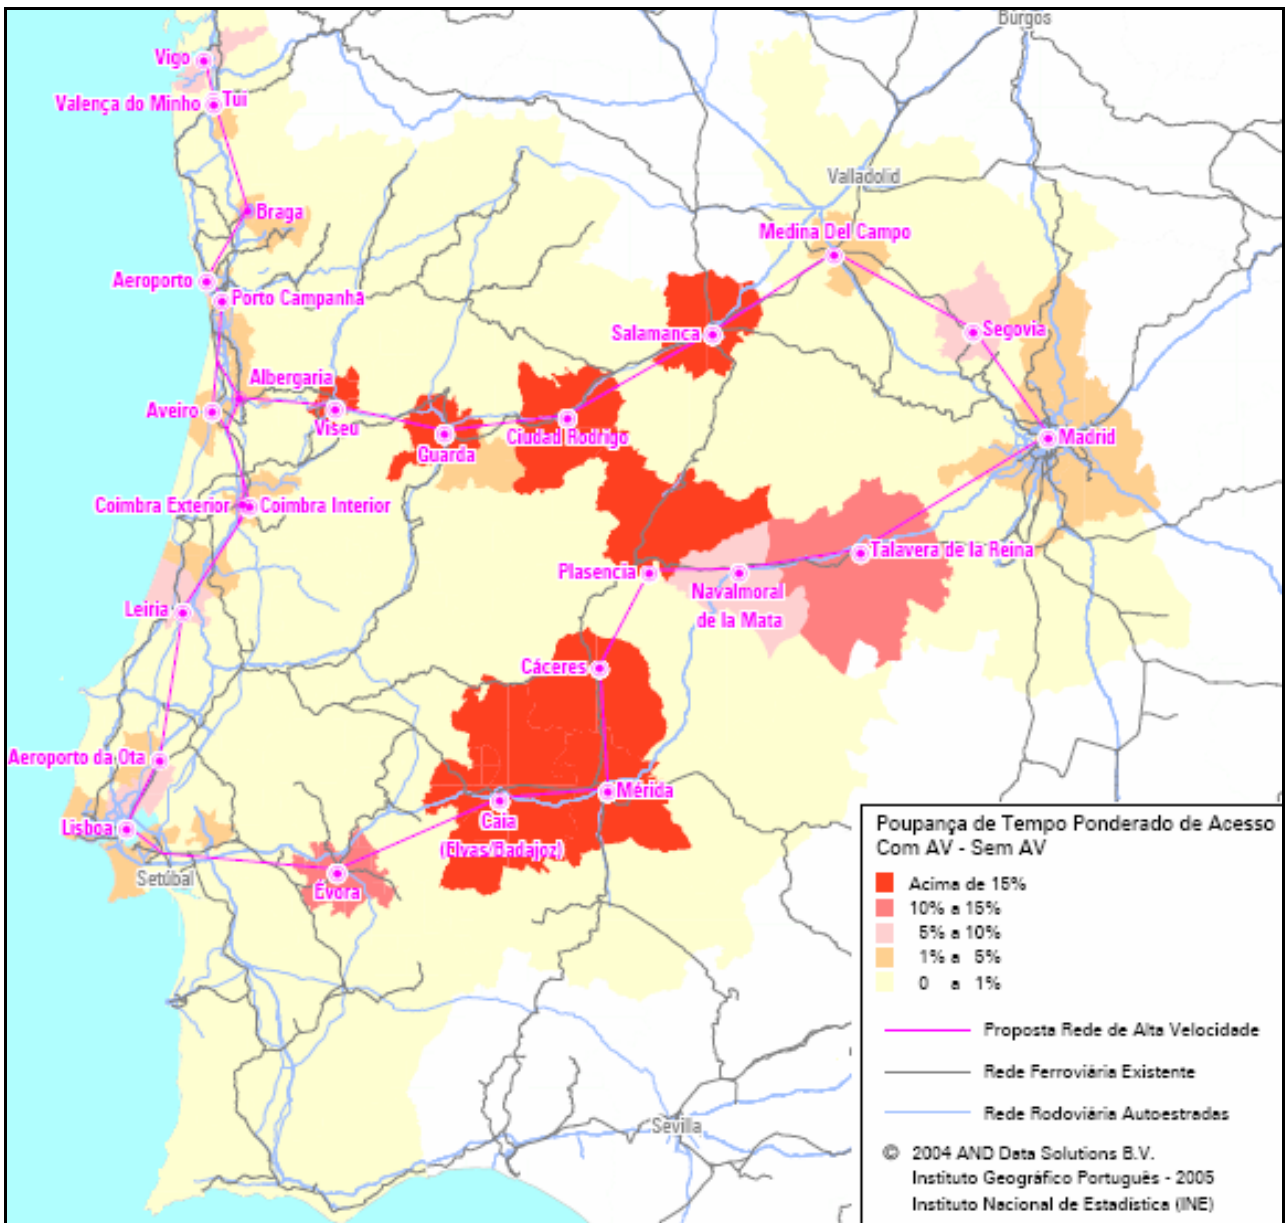 Burgos
Vigo
Tui
Valença do Minho
Valladolid
Braga
Medina Del Campo
Aeroporto
Porto Campanhã
Salamanca
Segovia
Albergaria
Aveiro
Viseu
Ciudad Rodrigo
Guarda
Madrid
Coimbra Exterior
Coimbra Interior
Talavera de la Reina
Plasencia
Navalmoral
de la Mata
Leiria
Cáceres
Aeroporto da Ota
Mérida
Caia
(Elvas/Badajoz)
Lisboa
Setúbal
Évora
Sevilla
Poupança de Tempo Ponderado de Acesso
Com AV - Sem AV
Acima de 15%
10% a 15%
5% a 10%
1% a 5%
0 a 1%
Proposta Rede de Alta Velocidade
Rede Ferroviária Existente
Rede Rodoviária Autoestradas
© 2004 AND Data Solutions B.V.
Instituto Geográfico Português - 2005
Instituto Nacional de Estadística (INE)